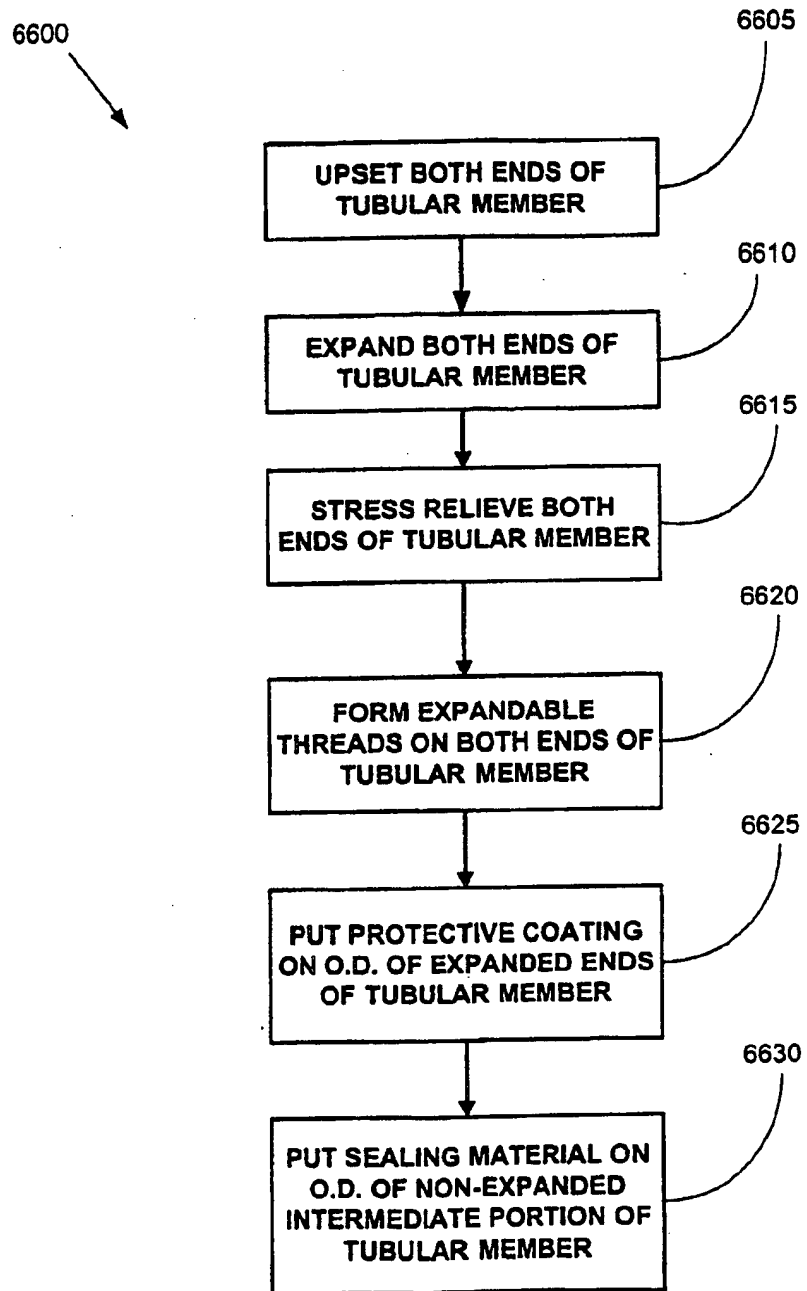 6600
6605
UPSET BOTH ENDS OF
TUBULAR MEMBER
6610
EXPAND BOTH ENDS OF
TUBULAR MEMBER
6615
STRESS RELIEVE BOTH
ENDS OF TUBULAR MEMBER
6620
FORM EXPANDABLE
THREADS ON BOTH ENDS OF
TUBULAR MEMBER
6625
PUT PROTECTIVE COATING
ON O.D. OF EXPANDED ENDS
OF TUBULAR MEMBER
6630
PUT SEALING MATERIAL ON
O.D. OF NON-EXPANDED
INTERMEDIATE PORTION OF
TUBULAR MEMBER